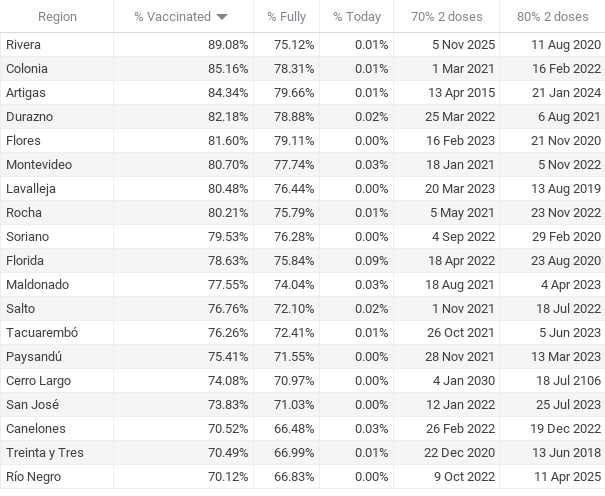 Region % Vaccinated % Fully % Today 70% 2 doses 80% 2 doses
Rivera 89.08% 75.12% 0.01% 5 Nov 2025 11 Aug 2020
Colonia 85.16% 78.31% 0.01% 1 Mar 2021 16 Feb 2022
Artigas 84.34% 79.66% 0.01% 13 Apr 2015 21 Jan 2024
Durazno 82.18% 78.88% 0.02% 25 Mar 2022 6 Aug 2021
Flores 81.60% 79.11% 0.00% 16 Feb 2023 21 Nov 2020
Montevideo 80.70% 77.74% 0.03% 18 Jan 2021 5 Nov 2022
Lavalleja 80.48% 76.44% 0.00% 20 Mar 2023 13 Aug 2019
Rocha 80.21% 75.79% 0.01% 5 May 2021 23 Nov 2022
Soriano 79.53% 76.28% 0.00% 4 Sep 2022 29 Feb 2020
Florida 78.63% 75.84% 0.09% 18 Apr 2022 23 Aug 2020
Maldonado 77.55% 74.04% 0.03% 18 Aug 2021 4 Apr 2023
Salto 76.76% 72.10% 0.02% 1 Nov 2021 18 Jul 2022
Tacuarembó 76.26% 72.41% 0.01% 26 Oct 2021 5 Jun 2023
Paysandú 75.41% 71.55% 0.00% 28 Nov 2021 13 Mar 2023
Cerro Largo 74.08% 70.97% 0.00% 4 Jan 2030 18 Jul 2106
San José 73.83% 71.03% 0.00% 12 Jan 2022 25 Jul 2023
Canelones 70.52% 66.48% 0.03% 26 Feb 2022 19 Dec 2022
Treinta y Tres 70.49% 66.99% 0.01% 22 Dec 2020 13 Jun 2018
Río Negro 70.12% 66.83% 0.00% 9 Oct 2022 11 Apr 2025